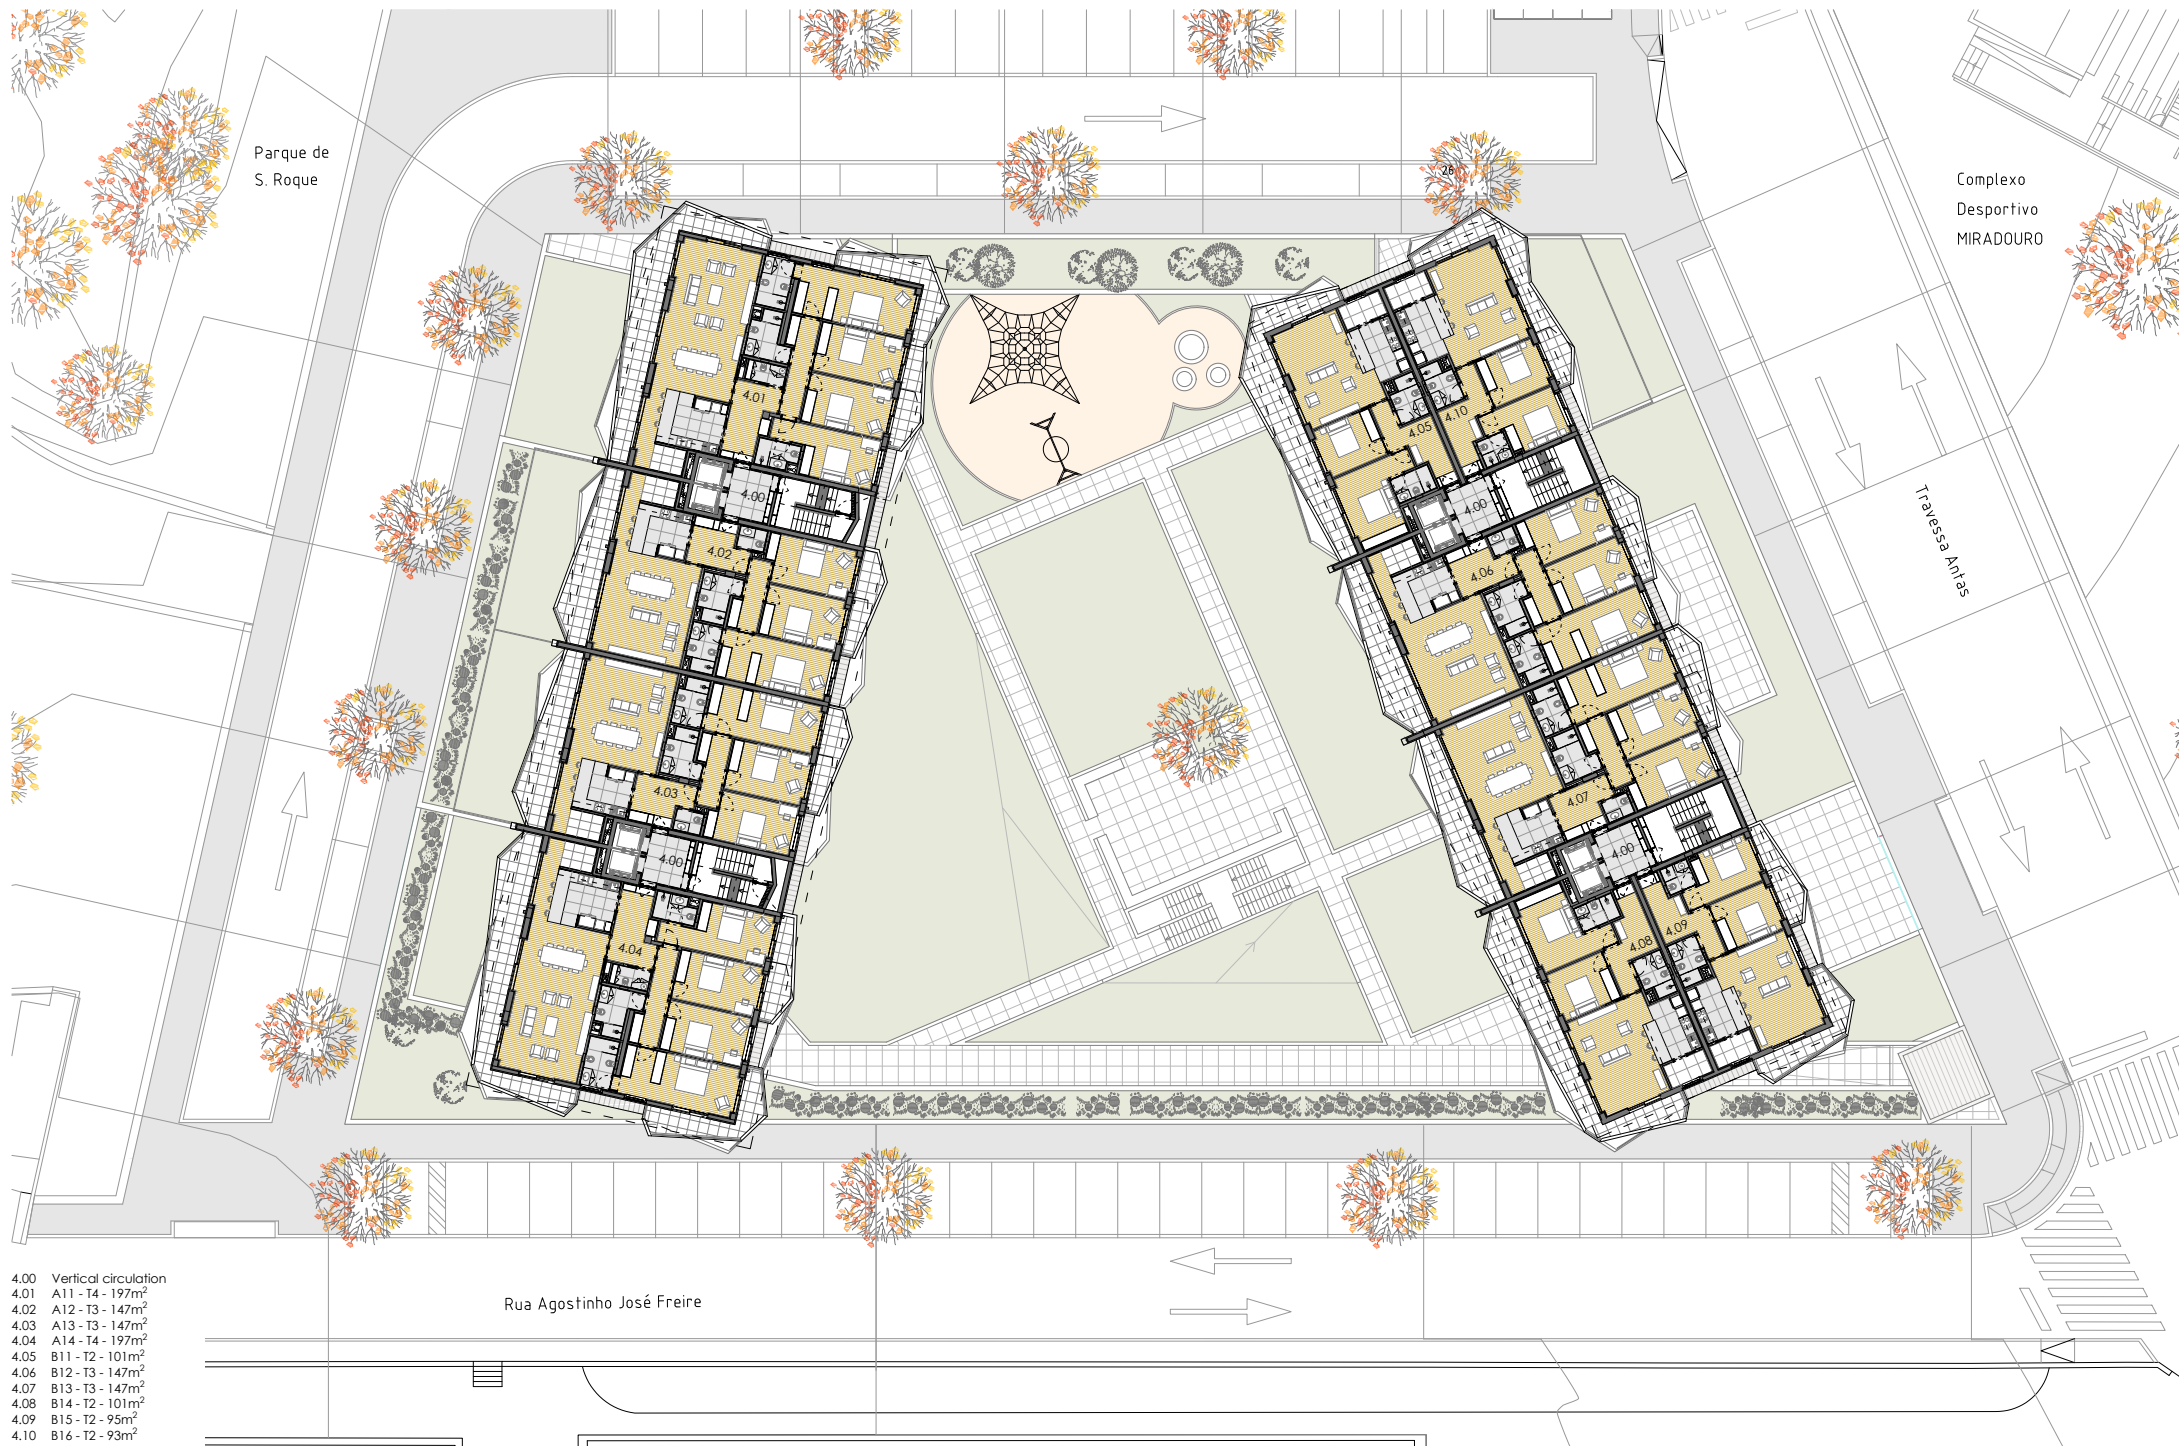 Parque de
S. Roque
26
Complexo
Desportivo
MIRADOURO
4.01
4.00
4.02
4.03
4.00
4.04
4.10
4.05
4.00
4.06
4.07
4.00
4.09
4.08
Travessa Antas
Rua Agostinho José Freire
4.00 Vertical circulation
4.01 A11 - T4 - 197m²
4.02 A12 - T3 - 147m²
4.03 A13 - T3 - 147m²
4.04 A14 - T4 - 197m²
4.05 B11 - T2 - 101m²
4.06 B12 - T3 - 147m²
4.07 B13 - T3 - 147m²
4.08 B14 - T2 - 101m²
4.09 B15 - T2 - 95m²
4.10 B16 - T2 - 93m²